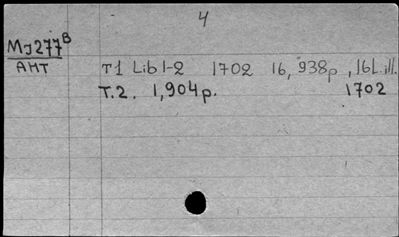 4
MJ277B
AHT T1 Lib 1-2 1702 16, 938p, 16L. ill.
T.2. 1,904p. 1702